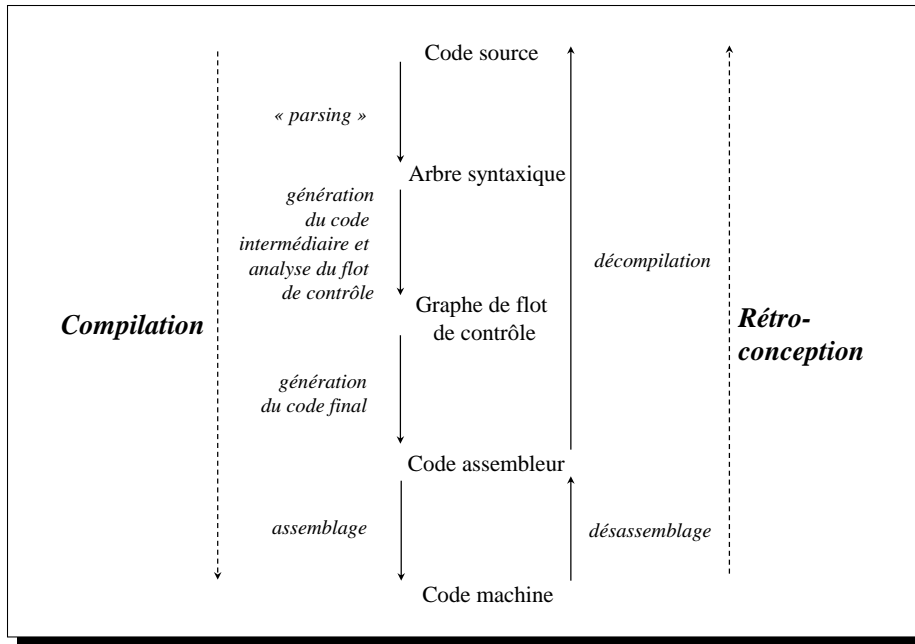 Code source
« parsing »
Arbre syntaxique
génération
du code
intermédiaire et
analyse du flot
de contrôle
décompilation
Graphe de flot
de contrôle
Compilation
Rétro-
conception
génération
du code final
Code assembleur
assemblage
désassemblage
Code machine